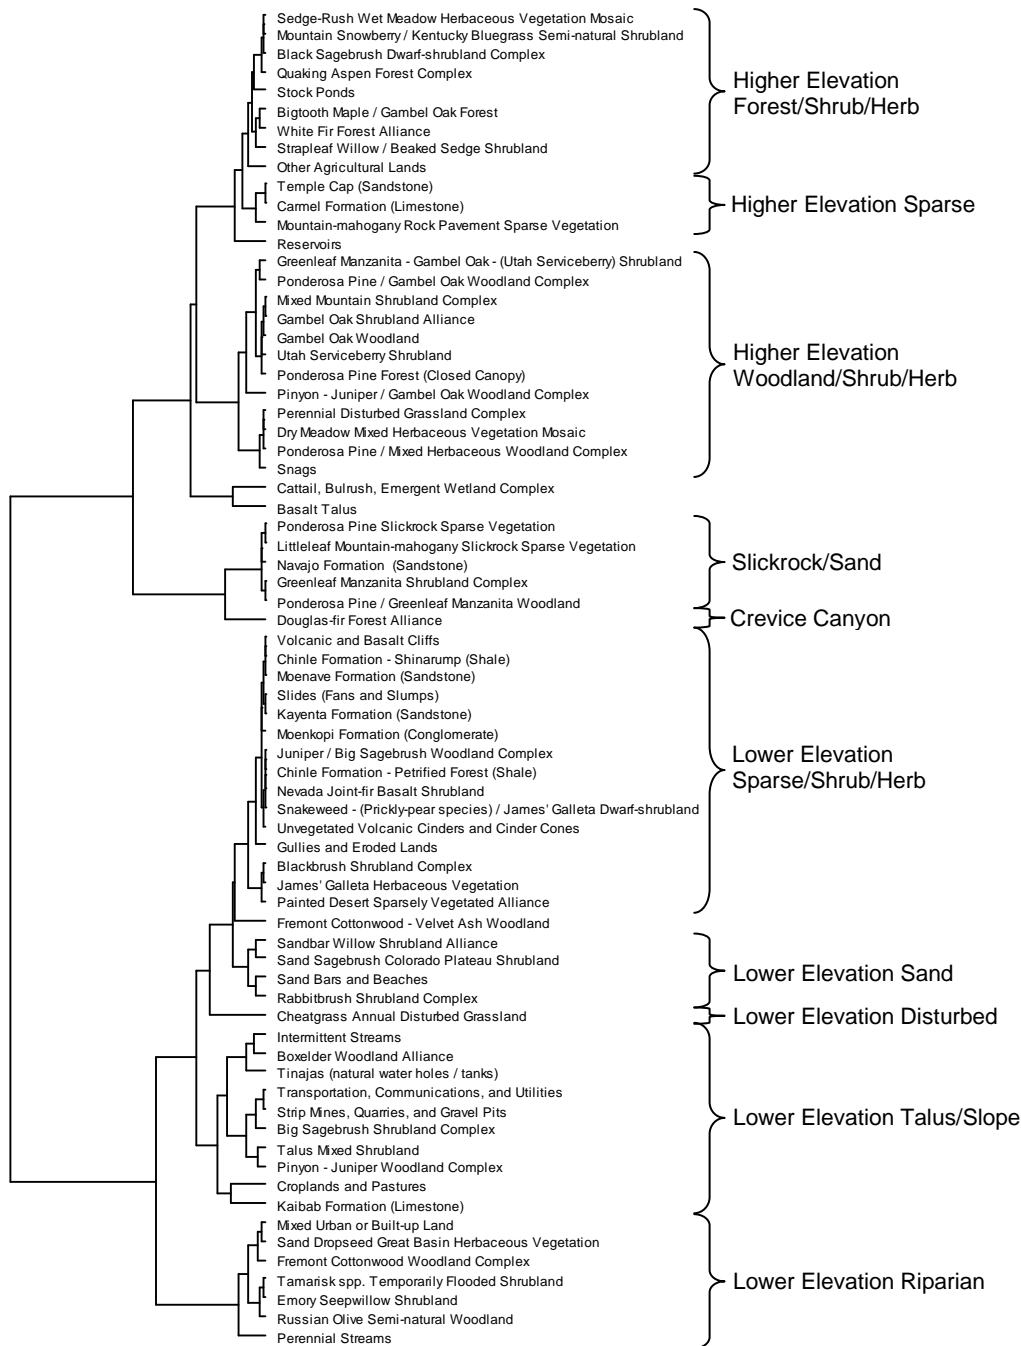 Sedge-Rush Wet Meadow Herbaceous Vegetation Mosaic
Mountain Snowberry / Kentucky Bluegrass Semi-natural Shrubland
Black Sagebrush Dwarf-shrubland Complex
Quaking Aspen Forest Complex
Stock Ponds
Bigtooth Maple / Gambel Oak Forest
White Fir Forest Alliance
Strapleaf Willow / Beaked Sedge Shrubland
Other Agricultural Lands
Higher Elevation
Forest/Shrub/Herb
Temple Cap (Sandstone)
Carmel Formation (Limestone)
Mountain-mahogany Rock Pavement Sparse Vegetation
Higher Elevation Sparse
Reservoirs
Greenleaf Manzanita - Gambel Oak - (Utah Serviceberry) Shrubland
Ponderosa Pine / Gambel Oak Woodland Complex
Mixed Mountain Shrubland Complex
Gambel Oak Shrubland Alliance
Gambel Oak Woodland
Utah Serviceberry Shrubland
Ponderosa Pine Forest (Closed Canopy)
Pinyon - Juniper / Gambel Oak Woodland Complex
Perennial Disturbed Grassland Complex
Dry Meadow Mixed Herbaceous Vegetation Mosaic
Ponderosa Pine / Mixed Herbaceous Woodland Complex
Snags
Higher Elevation
Woodland/Shrub/Herb
Cattail, Bulrush, Emergent Wetland Complex
Basalt Talus
Ponderosa Pine Slickrock Sparse Vegetation
Littleleaf Mountain-mahogany Slickrock Sparse Vegetation
Navajo Formation (Sandstone)
Greenleaf Manzanita Shrubland Complex
Ponderosa Pine / Greenleaf Manzanita Woodland
Slickrock/Sand
Douglas-fir Forest Alliance
Crevice Canyon
Volcanic and Basalt Cliffs
Chinle Formation - Shinarump (Shale)
Moenave Formation (Sandstone)
Slides (Fans and Slumps)
Kayenta Formation (Sandstone)
Moenkopi Formation (Conglomerate)
Juniper / Big Sagebrush Woodland Complex
Chinle Formation - Petrified Forest (Shale)
Nevada Joint-fir Basalt Shrubland
Snakeweed - (Prickly-pear species) / James' Galleta Dwarf-shrubland
Unvegetated Volcanic Cinders and Cinder Cones
Gullies and Eroded Lands
Blackbrush Shrubland Complex
James' Galleta Herbaceous Vegetation
Painted Desert Sparsely Vegetated Alliance
Lower Elevation
Sparse/Shrub/Herb
Fremont Cottonwood - Velvet Ash Woodland
Sandbar Willow Shrubland Alliance
Sand Sagebrush Colorado Plateau Shrubland
Sand Bars and Beaches
Rabbitbrush Shrubland Complex
Lower Elevation Sand
Cheatgrass Annual Disturbed Grassland
Lower Elevation Disturbed
Intermittent Streams
Boxelder Woodland Alliance
Tinajas (natural water holes / tanks)
Transportation, Communications, and Utilities
Strip Mines, Quarries, and Gravel Pits
Big Sagebrush Shrubland Complex
Talus Mixed Shrubland
Pinyon - Juniper Woodland Complex
Croplands and Pastures
Kaibab Formation (Limestone)
Lower Elevation Talus/Slope
Mixed Urban or Built-up Land
Sand Dropseed Great Basin Herbaceous Vegetation
Fremont Cottonwood Woodland Complex
Tamarisk spp. Temporarily Flooded Shrubland
Emory Seepwillow Shrubland
Russian Olive Semi-natural Woodland
Perennial Streams
Lower Elevation Riparian